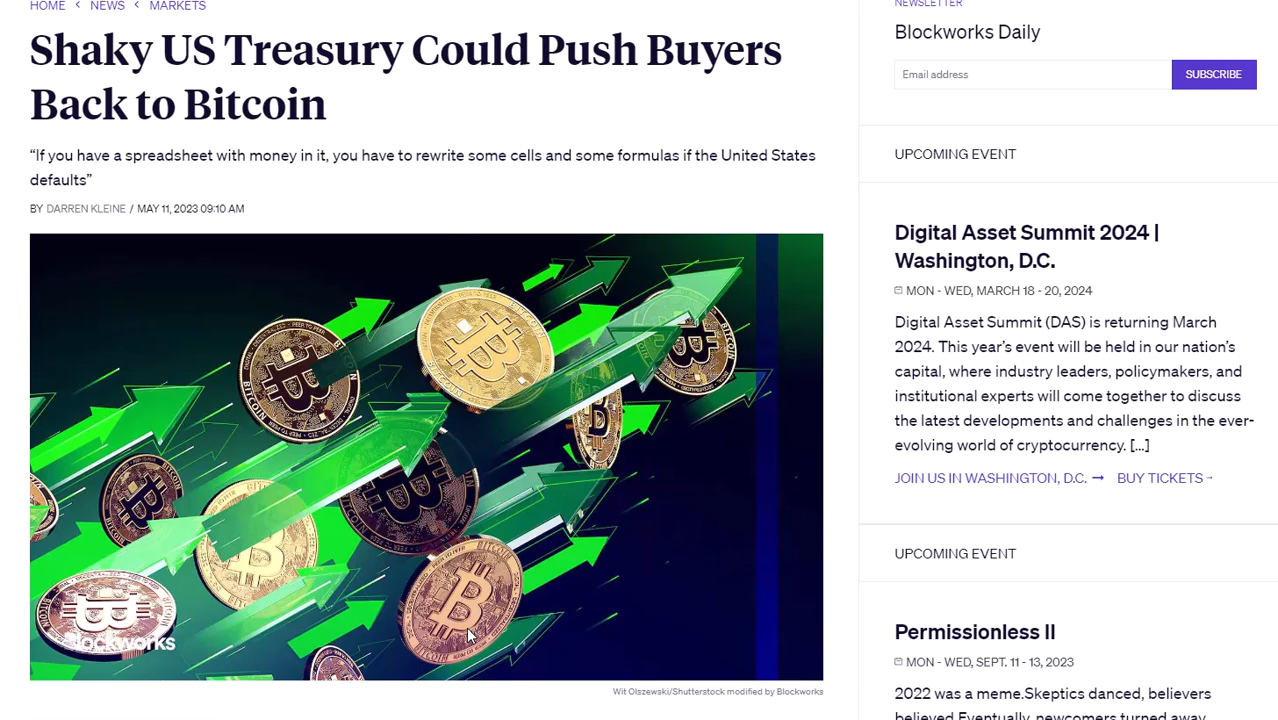 HOME < NEWS < MARKETS
Shaky US Treasury Could Push Buyers
Back to Bitcoin
“If you have a spreadsheet with money in it, you have to rewrite some cells and some formulas if the United States
defaults”
BY DARREN KLEINE / MAY 11, 2023 09:10 AM
Blockworks
Wit Olszewski/Shutterstock modified by Blockworks
NEWSLETTER
Blockworks Daily
Email address
SUBSCRIBE
UPCOMING EVENT
Digital Asset Summit 2024 |
Washington, D.C.
MON - WED, MARCH 18 - 20, 2024
Digital Asset Summit (DAS) is returning March
2024. This year’s event will be held in our nation’s
capital, where industry leaders, policymakers, and
institutional experts will come together to discuss
the latest developments and challenges in the ever-
evolving world of cryptocurrency. [...]
JOIN US IN WASHINGTON, D.C. → BUY TICKETS→
UPCOMING EVENT
Permissionless II
MON - WED, SEPT. 11 - 13, 2023
2022 was a meme.Skeptics danced, believers
believed.Eventually, newcomers turned away